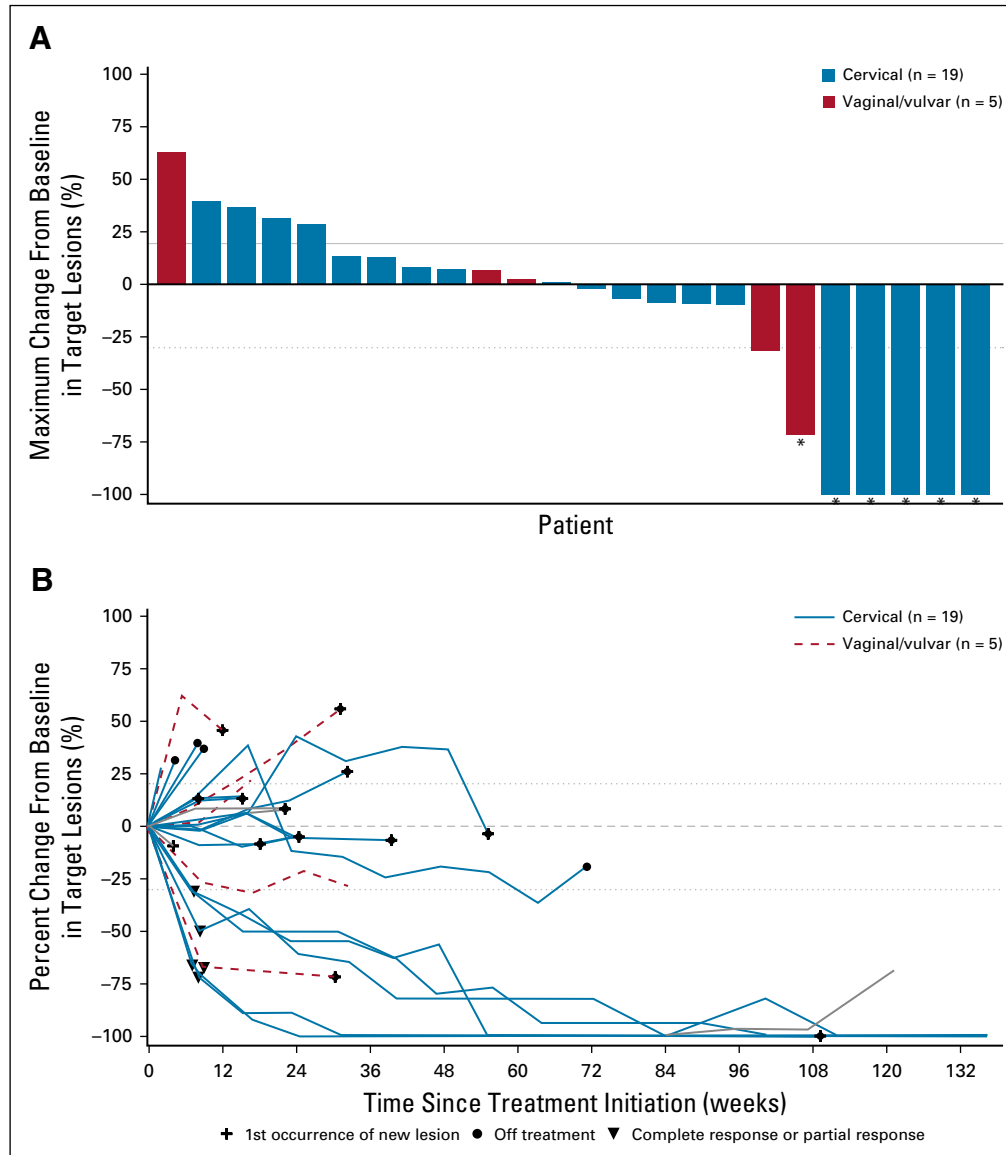 A
100
75
50
25
0
−25
−50
−75
−100
Maximum Change From Baseline
in Target Lesions (%)
Cervical (n = 19)
Vaginal/vulvar (n = 5)
*
* * * * *
Patient
B
100
75
50
25
0
−25
−50
−75
−100
Percent Change From Baseline
in Target Lesions (%)
Cervical (n = 19)
Vaginal/vulvar (n = 5)
0 12 24 36 48 60 72 84 96 108 120 132
Time Since Treatment Initiation (weeks)
1st occurrence of new lesion Off treatment Complete response or partial response